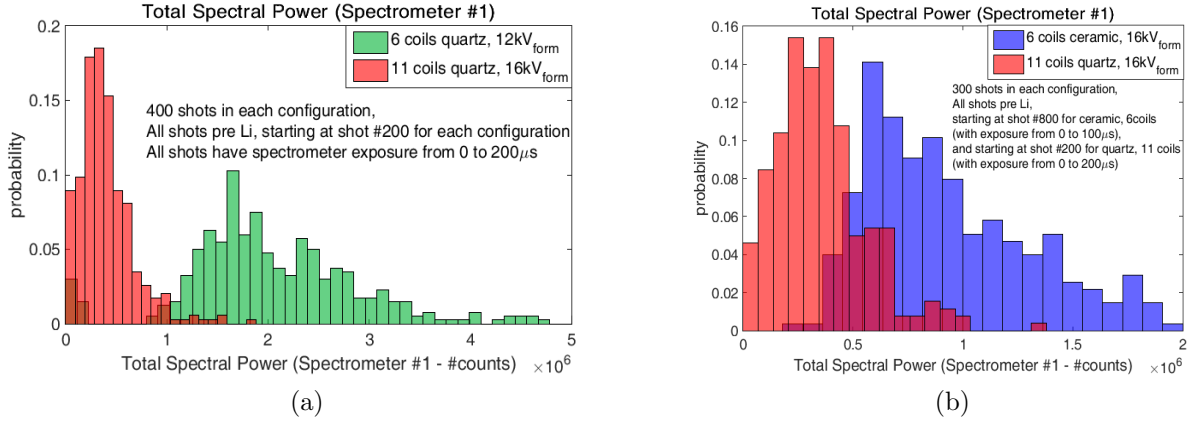 Total Spectral Power (Spectrometer #1)
6 coils quartz, 12kV_form
11 coils quartz, 16kV_form
400 shots in each configuration,
All shots pre Li, starting at shot #200 for each configuration
All shots have spectrometer exposure from 0 to 200μs
probability
0.2
0.15
0.1
0.05
0
0 1 2 3 4 5
×10^6
Total Spectral Power (Spectrometer #1 - #counts)
(a)
Total Spectral Power (Spectrometer #1)
6 coils ceramic, 16kV_form
11 coils quartz, 16kV_form
300 shots in each configuration,
All shots pre Li,
starting at shot #800 for ceramic, 6coils
(with exposure from 0 to 100μs),
and starting at shot #200 for quartz, 11 coils
(with exposure from 0 to 200μs)
probability
0.16
0.14
0.12
0.1
0.08
0.06
0.04
0.02
0
0 0.5 1 1.5 2
×10^6
Total Spectral Power (Spectrometer #1 - #counts)
(b)